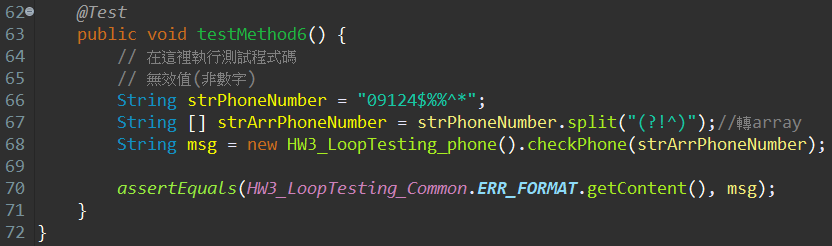 62 @Test
63 public void testMethod6() {
64 // 在這裡執行測試程式碼
65 // 無效值(非數字)
66 String strPhoneNumber = "09124$%%^*";
67 String [] strArrPhoneNumber = strPhoneNumber.split("(?!^)");//轉array
68 String msg = new HW3_LoopTesting_phone().checkPhone(strArrPhoneNumber);
69
70 assertEquals(HW3_LoopTesting_Common.ERR_FORMAT.getContent(), msg);
71 }
72 }